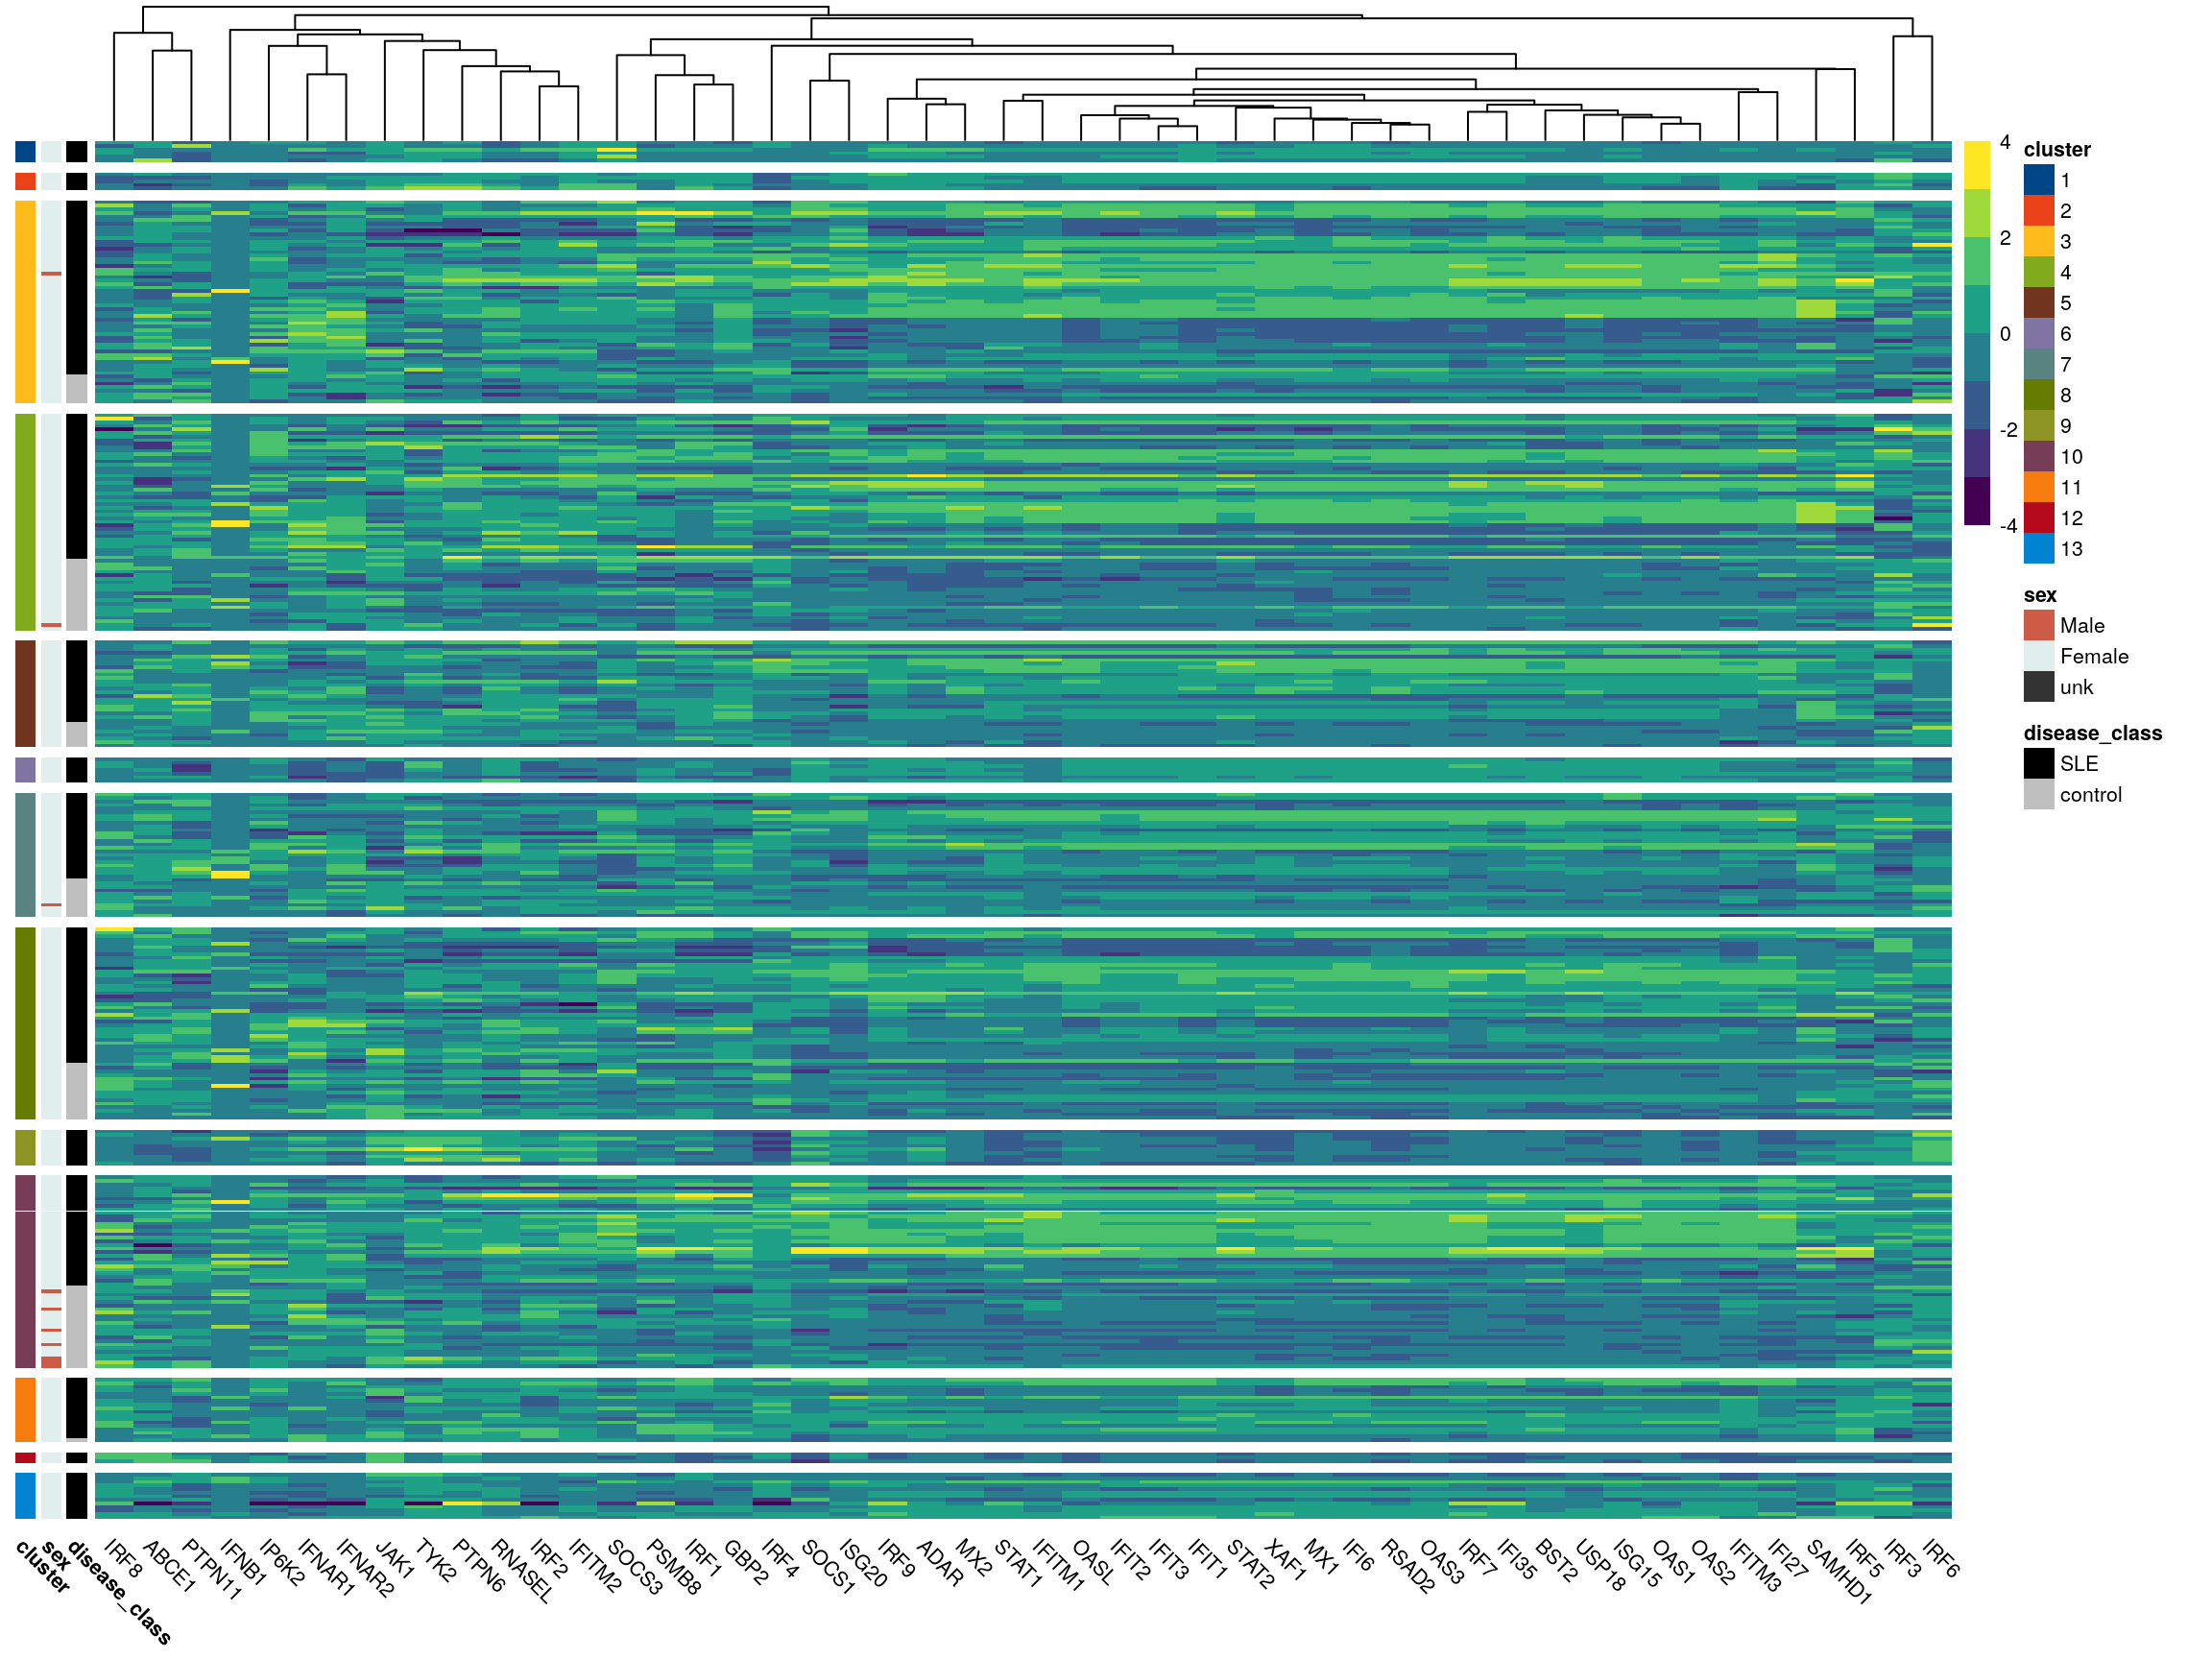 4
2
0
-2
-4
cluster
1
2
3
4
5
6
7
8
9
10
11
12
13
sex
Male
Female
unk
disease_class
SLE
control
cluster
sex
disease_class
IRF8
ABCE1
PTPN11
IFNB1
IP6K2
IFNAR1
IFNAR2
JAK1
TYK2
PTPN6
RNASEL
IRF2
IFITM2
SOCS3
PSMB8
IRF1
GBP2
IRF4
SOCS1
ISG20
IRF9
ADAR
MX2
STAT1
IFITM1
OASL
IFIT2
IFIT3
IFIT1
STAT2
XAF1
MX1
IFI6
RSAD2
OAS3
IRF7
IFI35
BST2
USP18
ISG15
OAS1
OAS2
IFITM3
IFI27
SAMHD1
IRF5
IRF3
IRF6